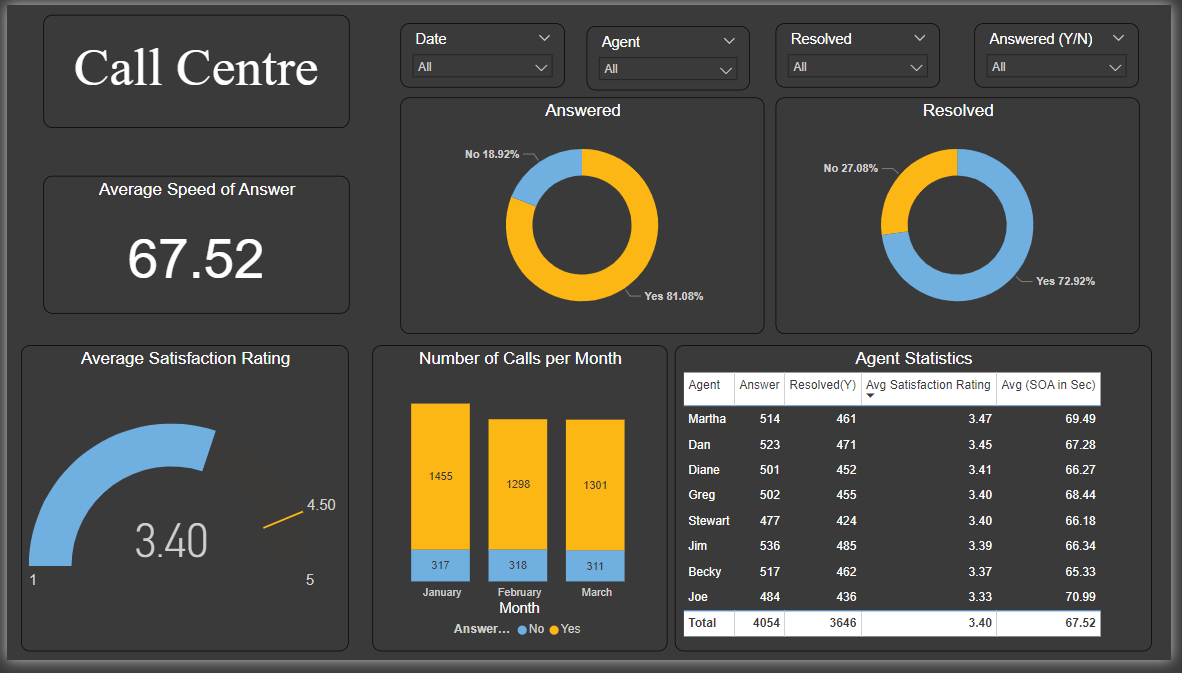 Call Centre
Date
All
Agent
All
Resolved
All
Answered (Y/N)
All
Average Speed of Answer
67.52
Answered
No 18.92%
Yes 81.08%
Resolved
No 27.08%
Yes 72.92%
Average Satisfaction Rating
3.40
4.50
1
5
Number of Calls per Month
1455 1298 1301
317 318 311
January February March
Month
Answer... No Yes
Agent Statistics
Agent Answer Resolved(Y) Avg Satisfaction Rating Avg (SOA in Sec)
Martha 514 461 3.47 69.49
Dan 523 471 3.45 67.28
Diane 501 452 3.41 66.27
Greg 502 455 3.40 68.44
Stewart 477 424 3.40 66.18
Jim 536 485 3.39 66.34
Becky 517 462 3.37 65.33
Joe 484 436 3.33 70.99
Total 4054 3646 3.40 67.52